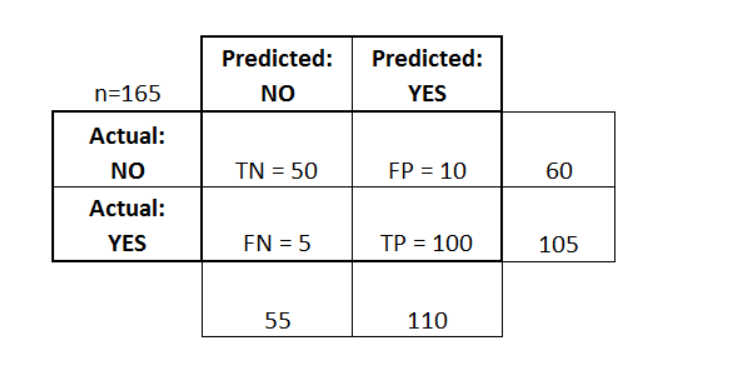 Predicted: Predicted:
n=165 NO YES
Actual:
NO TN = 50 FP = 10 60
Actual:
YES FN = 5 TP = 100 105
55 110